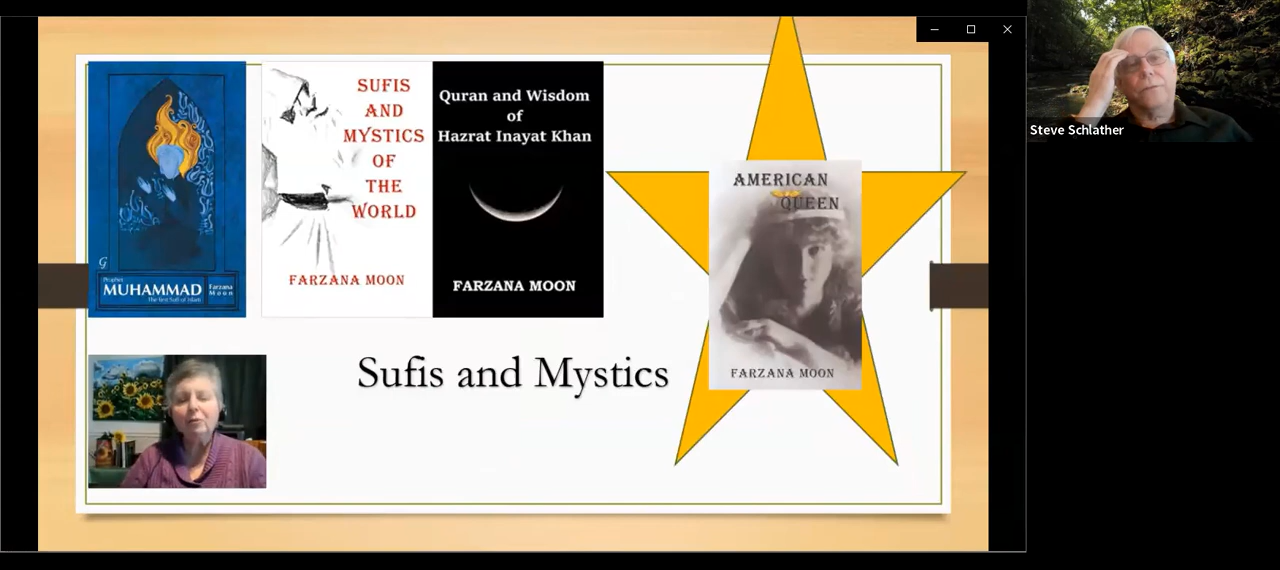 G
Prophet
MUHAMMAD
The first Sufi of Islam
Farzana
Moon
SUFIS
AND
MYSTICS
OF
THE
WORLD
FARZANA MOON
Quran and Wisdom
of
Hazrat Inayat Khan
FARZANA MOON
AMERICAN
QUEEN
FARZANA MOON
Sufis and Mystics
Steve Schlather